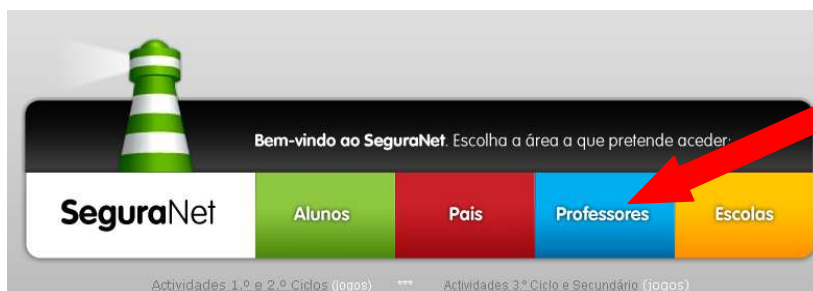 Bem-vindo ao SeguraNet. Escolha a área a que pretende aceder:
SeguraNet Alunos Pais Professores Escolas
Actividades 1.º e 2.º Ciclos (jogos) *** Actividades 3.º Ciclo e Secundário (jogos)